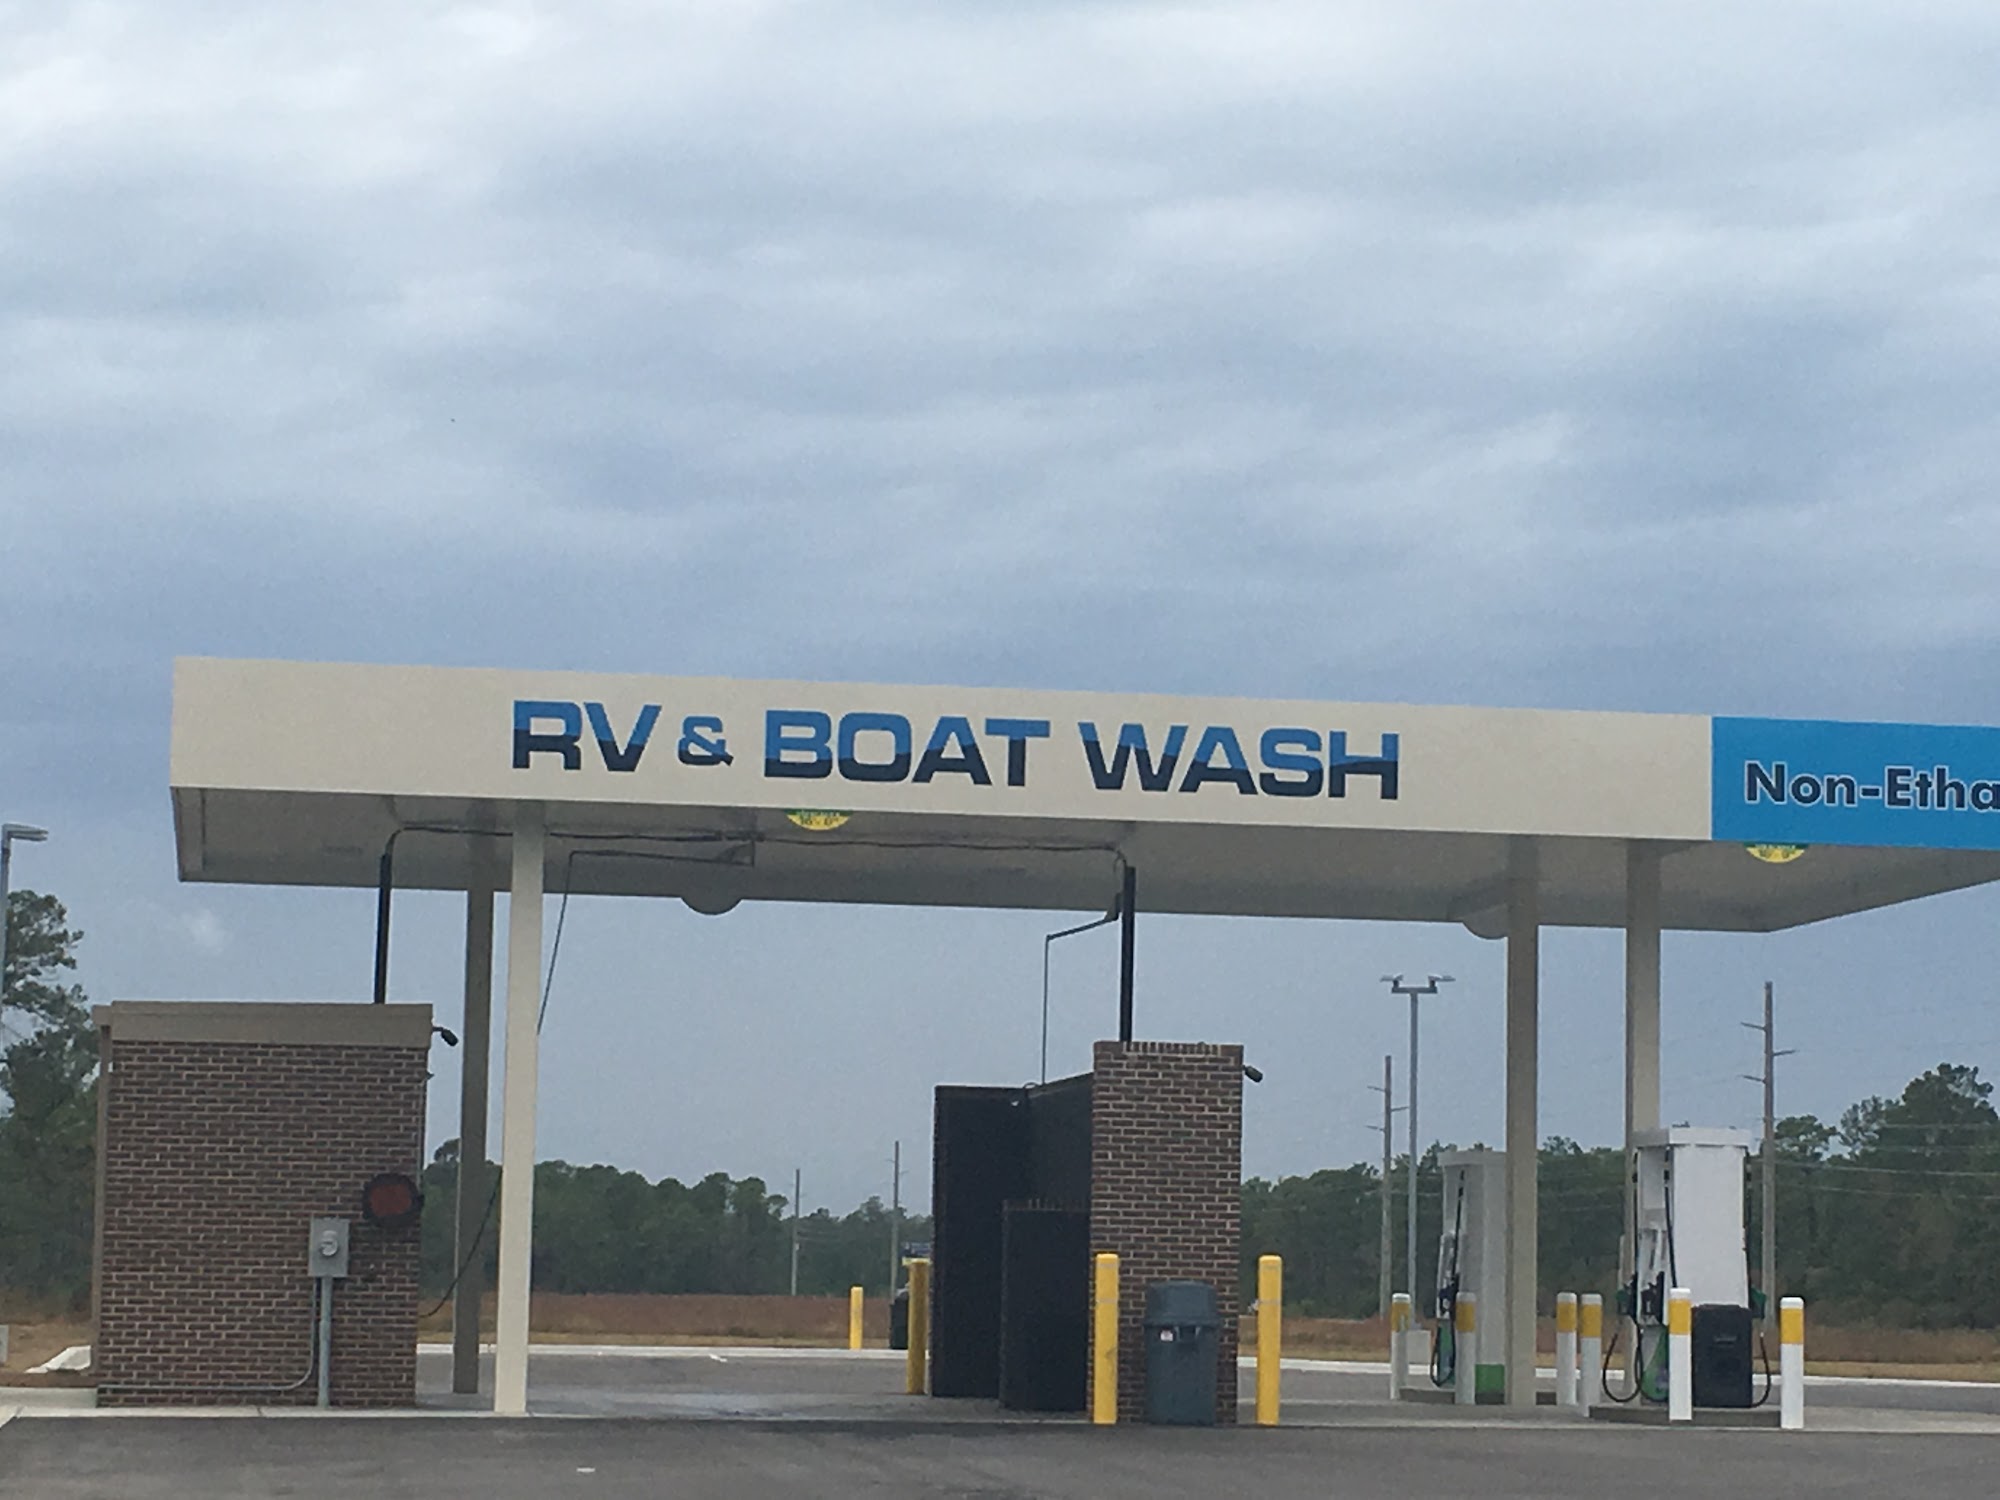 RV & BOAT WASH
Non-Etha